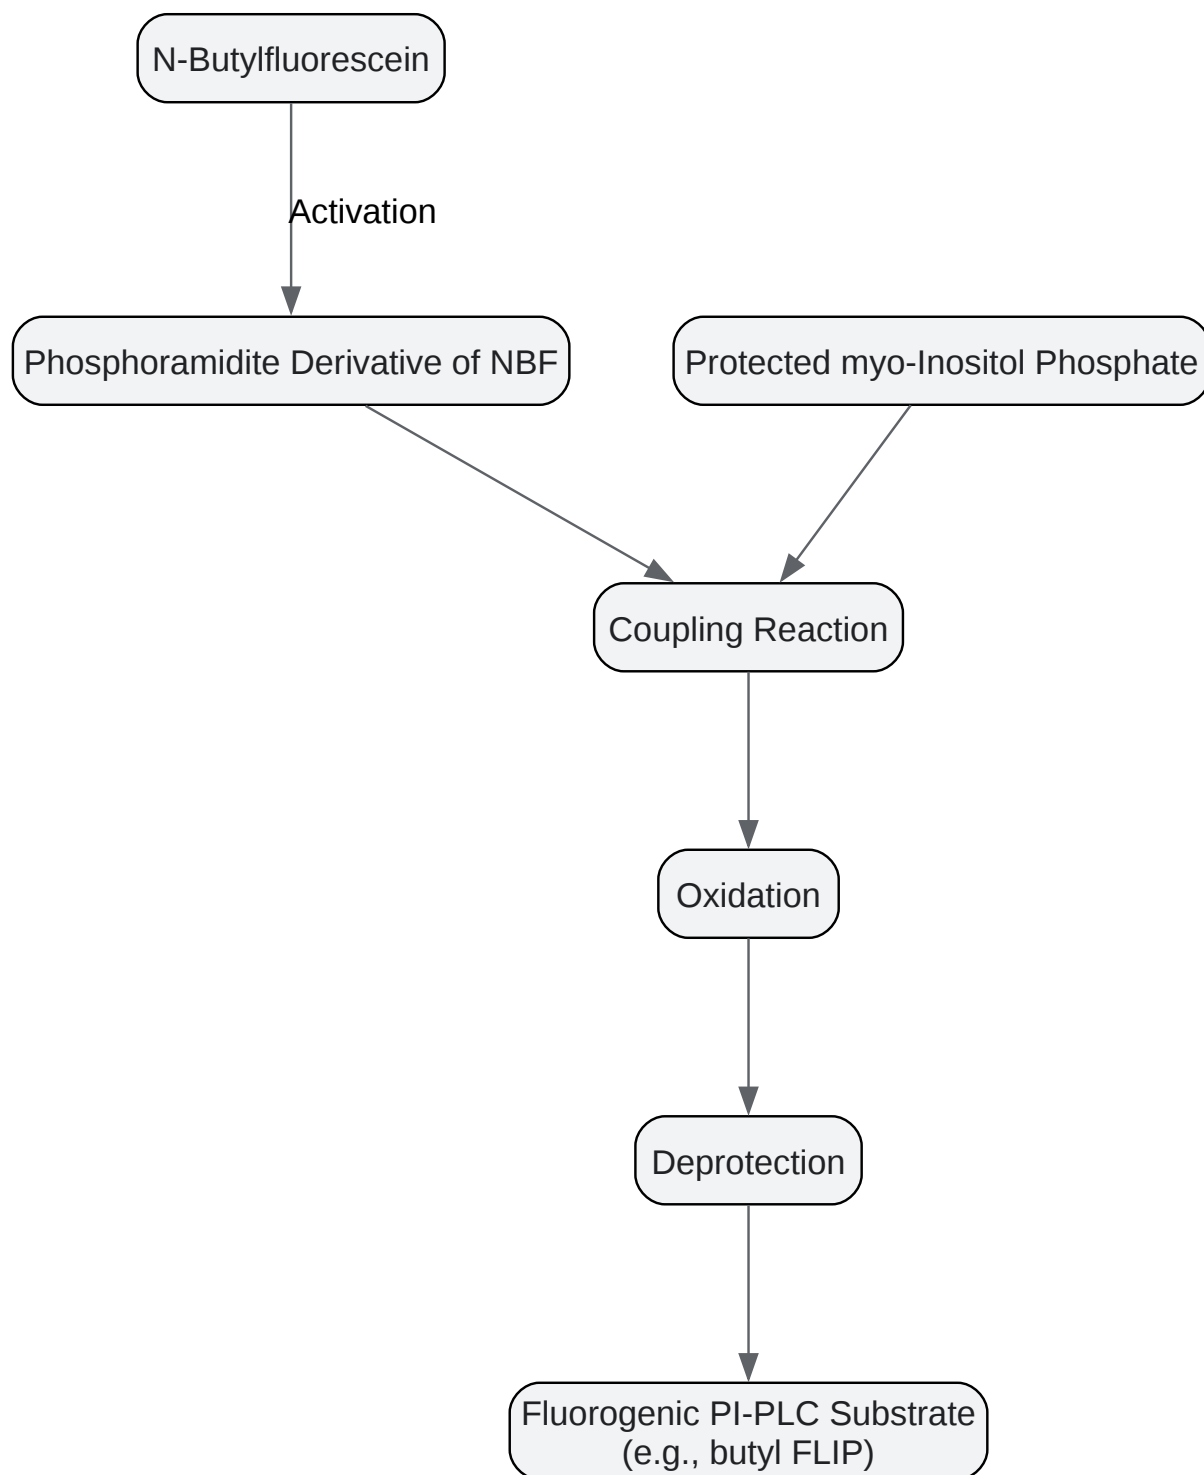 N-Butylfluorescein
Activation
Phosphoramidite Derivative of NBF
Protected myo-Inositol Phosphate
Coupling Reaction
Oxidation
Deprotection
Fluorogenic PI-PLC Substrate
(e.g., butyl FLIP)